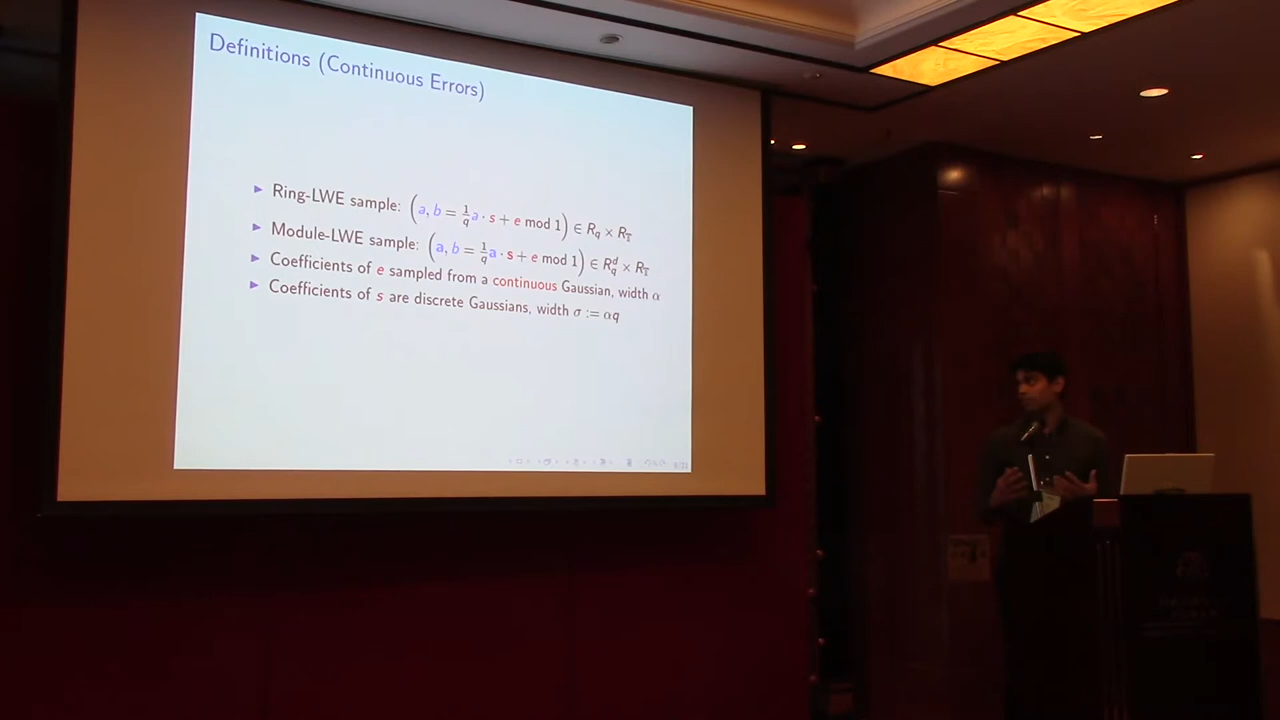 Definitions (Continuous Errors)
Ring-LWE sample: (a, b = 1/q a · s + e mod 1) ∈ R_q × R_𝕋
Module-LWE sample: (a, b = 1/q a · s + e mod 1) ∈ R_q^d × R_𝕋
Coefficients of e sampled from a continuous Gaussian, width α
Coefficients of s are discrete Gaussians, width σ := αq